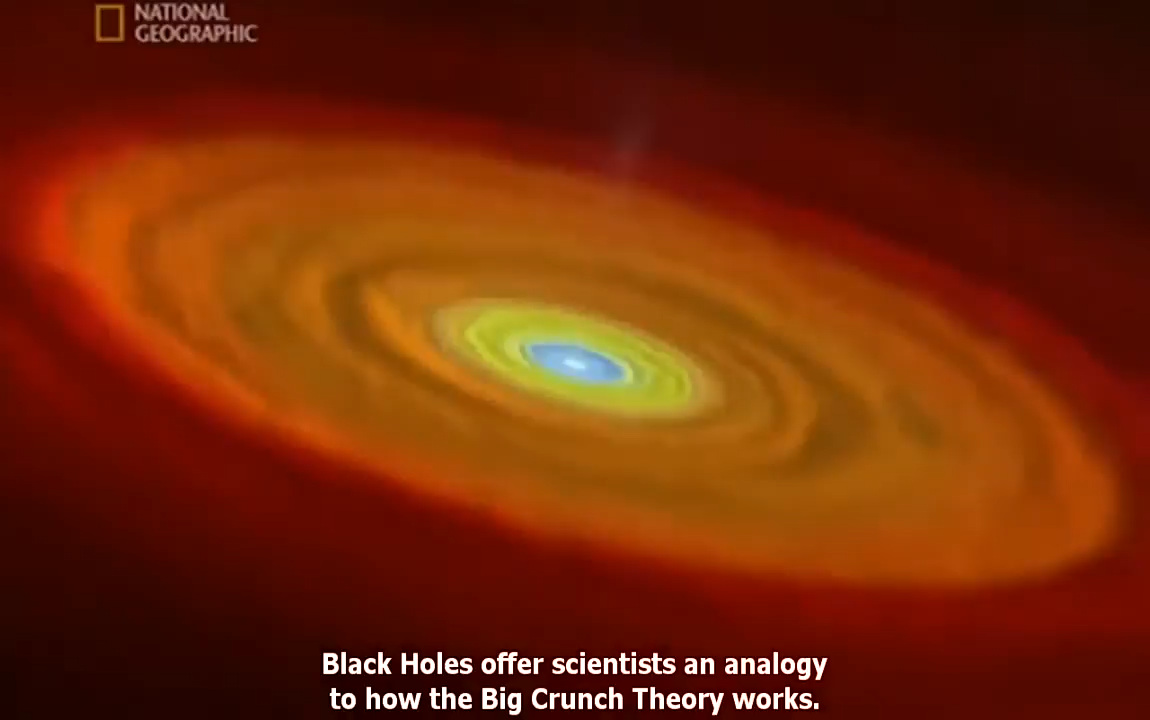 NATIONAL
GEOGRAPHIC
Black Holes offer scientists an analogy
to how the Big Crunch Theory works.